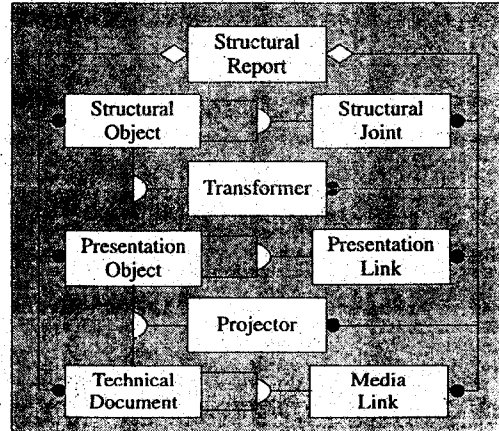 Structural
Report
Structural
Object
Structural
Joint
Transformer
Presentation
Object
Presentation
Link
Projector
Technical
Document
Media
Link